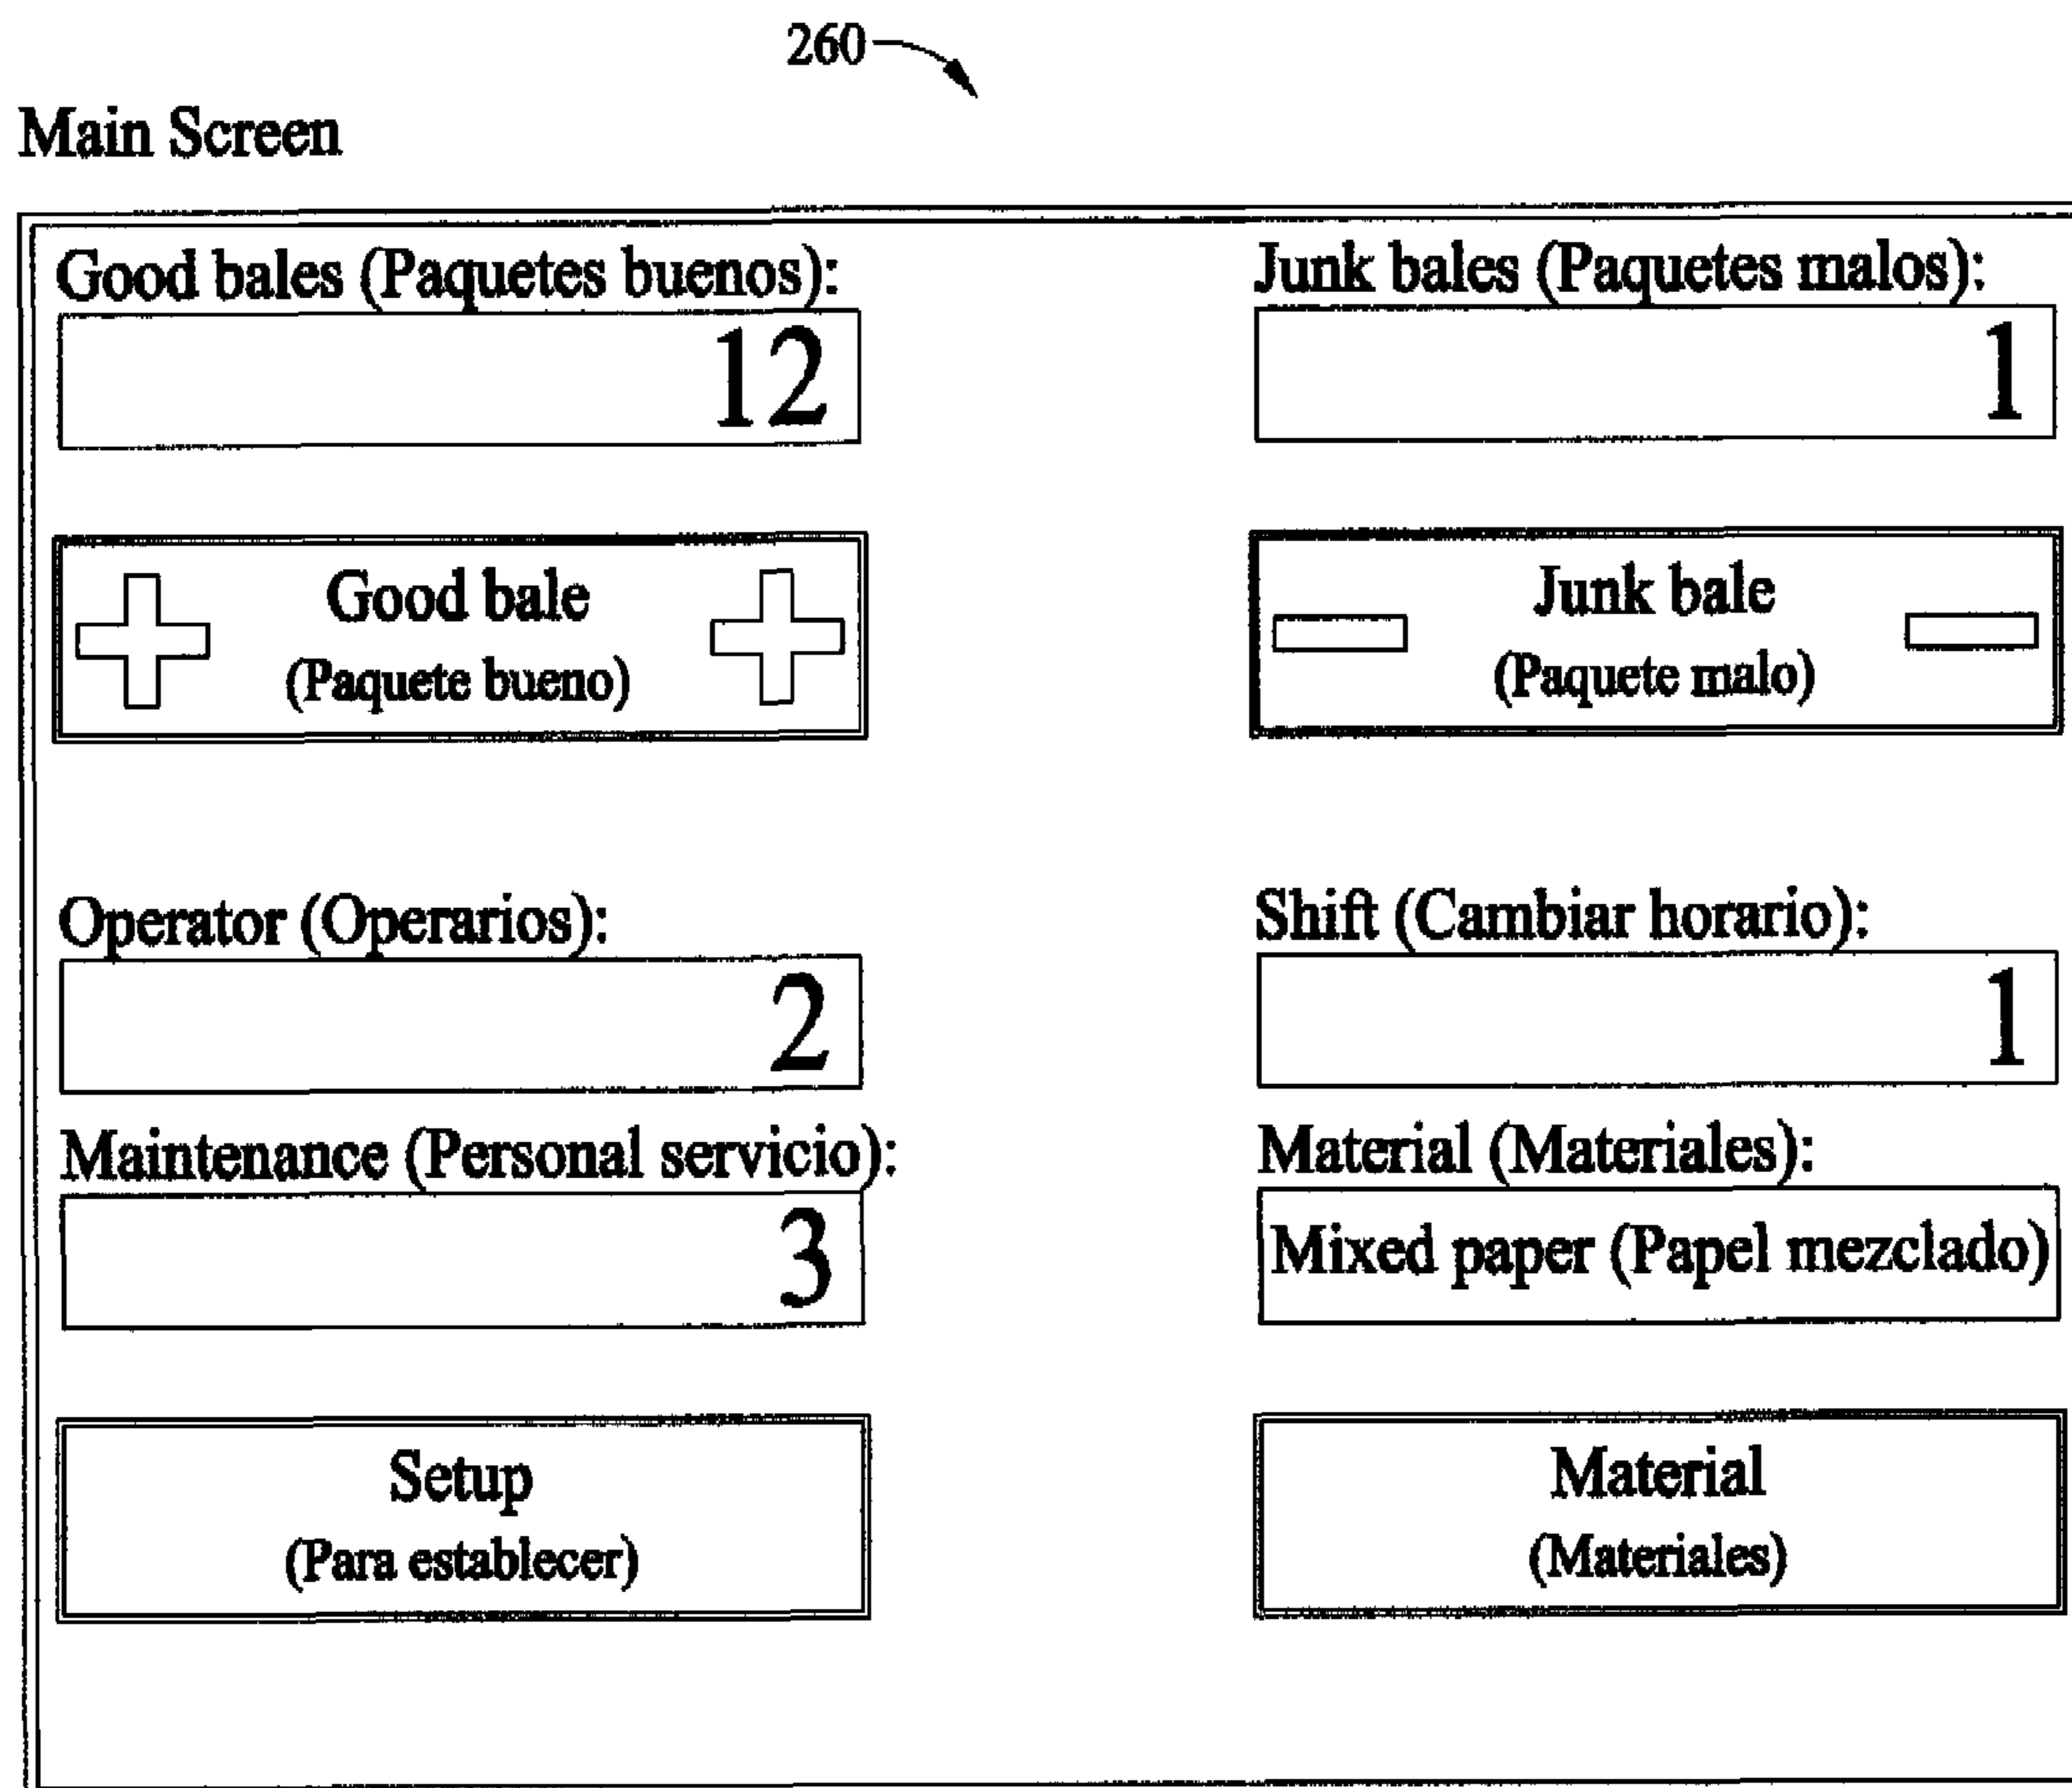 260
Main Screen
Good bales (Paquetes buenos):
12
Junk bales (Paquetes malos):
1
Good bale
(Paquete bueno)
Junk bale
(Paquete malo)
Operator (Operarios):
2
Shift (Cambiar horario):
1
Maintenance (Personal servicio):
3
Material (Materiales):
Mixed paper (Papel mezclado)
Setup
(Para establecer)
Material
(Materiales)